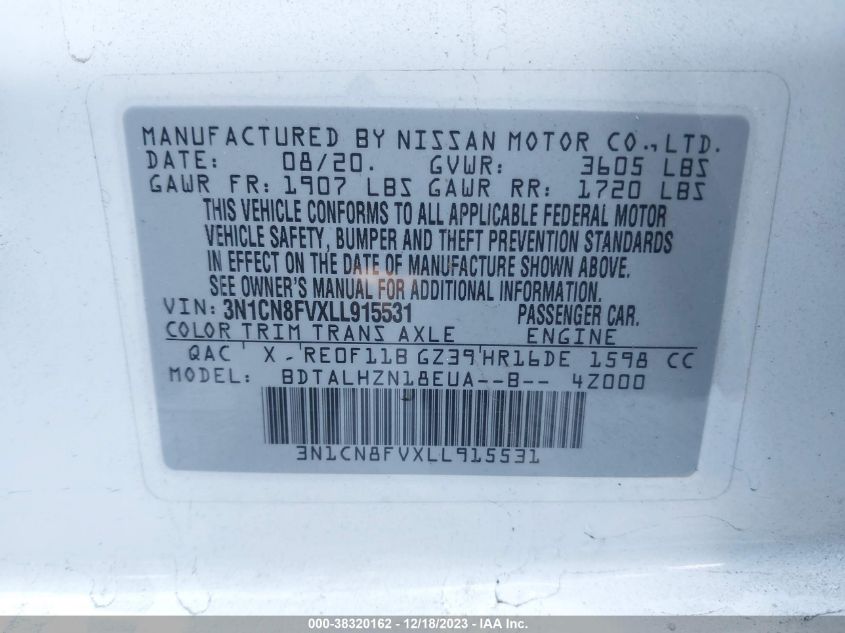 MANUFACTURED BY NISSAN MOTOR CO., LTD.
DATE: 08/20. GVWR: 3605 LBS
GAWR FR: 1907 LBS GAWR RR: 1720 LBS
THIS VEHICLE CONFORMS TO ALL APPLICABLE FEDERAL MOTOR
VEHICLE SAFETY, BUMPER AND THEFT PREVENTION STANDARDS
IN EFFECT ON THE DATE OF MANUFACTURE SHOWN ABOVE.
SEE OWNER'S MANUAL FOR ADDITIONAL INFORMATION.
VIN: 3N1CN8FVXLL915531 PASSENGER CAR.
COLOR TRIM TRANS AXLE ENGINE
QAC X - RE0F11B GZ39 HR16DE 1598 CC
MODEL: BDTALHZN18EUA--B-- 4Z000
3N1CN8FVXLL915531
000-38320162 - 12/18/2023 - IAA Inc.